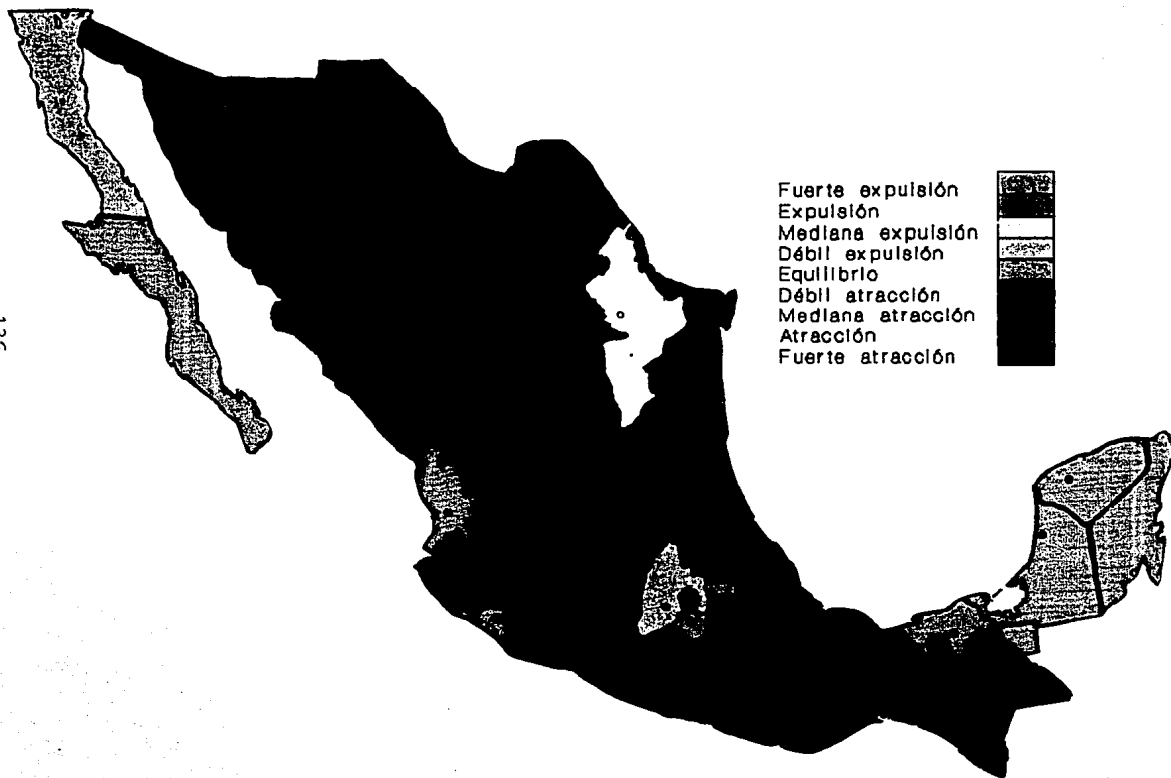 Fuerte expulsión
Expulsión
Mediana expulsión
Débil expulsión
Equilibrio
Débil atracción
Mediana atracción
Atracción
Fuerte atracción